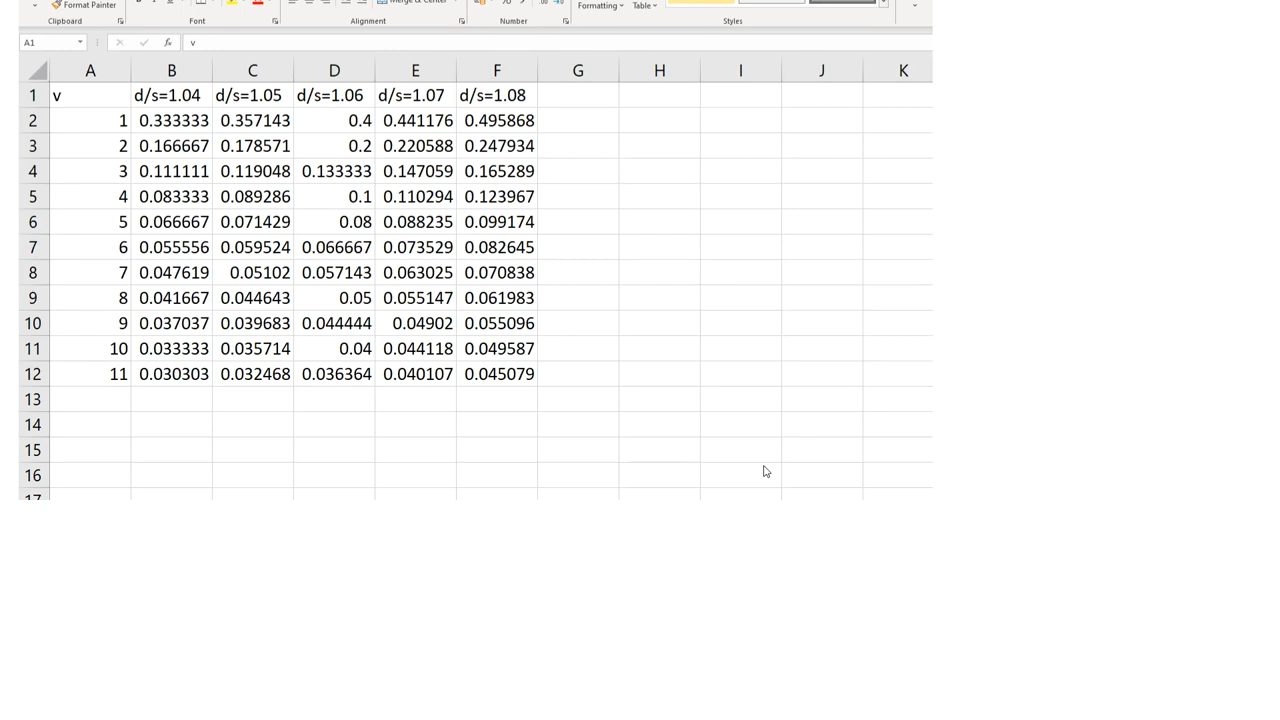 Format Painter
Merge & Center
Formatting Table
Clipboard Font Alignment Number Styles
A1 fx v
A B C D E F G H I J K
1 v d/s=1.04 d/s=1.05 d/s=1.06 d/s=1.07 d/s=1.08
2 1 0.333333 0.357143 0.4 0.441176 0.495868
3 2 0.166667 0.178571 0.2 0.220588 0.247934
4 3 0.111111 0.119048 0.133333 0.147059 0.165289
5 4 0.083333 0.089286 0.1 0.110294 0.123967
6 5 0.066667 0.071429 0.08 0.088235 0.099174
7 6 0.055556 0.059524 0.066667 0.073529 0.082645
8 7 0.047619 0.05102 0.057143 0.063025 0.070838
9 8 0.041667 0.044643 0.05 0.055147 0.061983
10 9 0.037037 0.039683 0.044444 0.04902 0.055096
11 10 0.033333 0.035714 0.04 0.044118 0.049587
12 11 0.030303 0.032468 0.036364 0.040107 0.045079
13
14
15
16
17